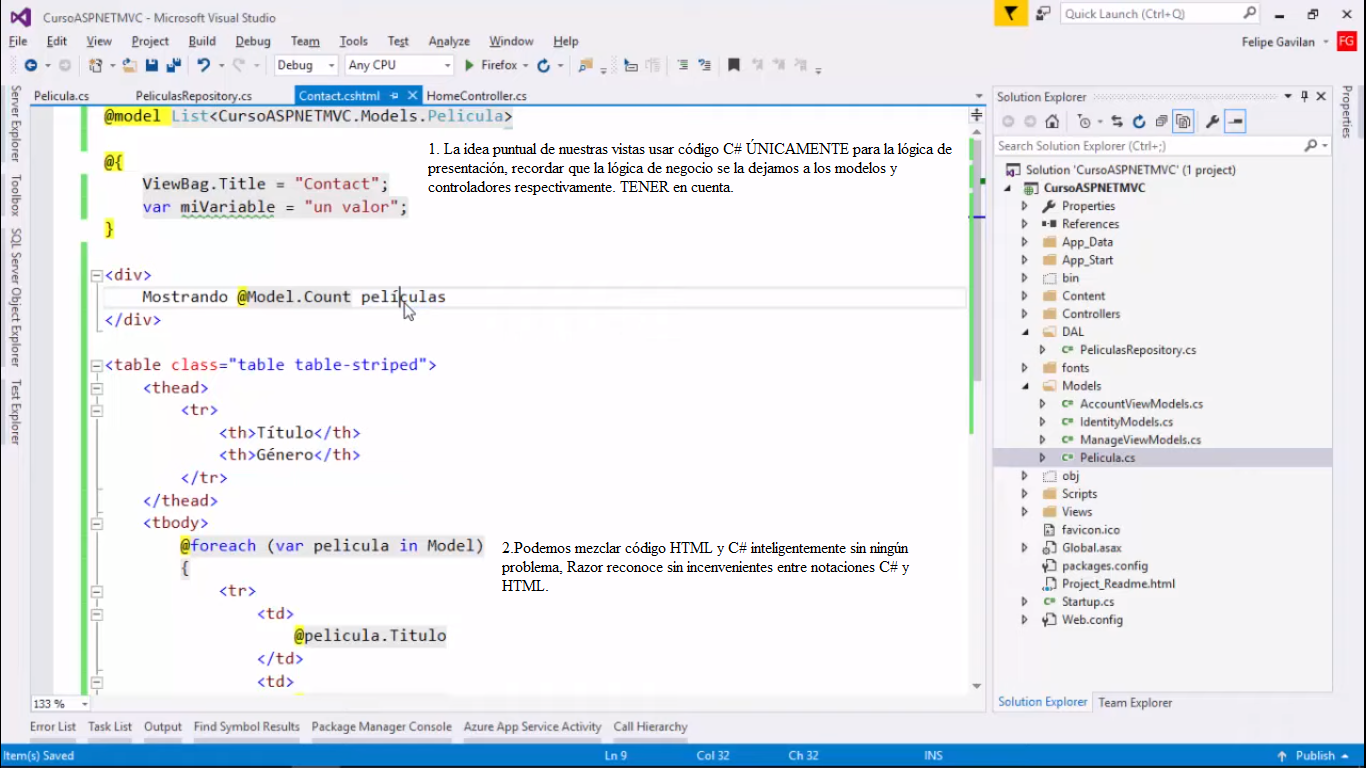 CursoASPNETMVC - Microsoft Visual Studio
Quick Launch (Ctrl+Q)
File Edit View Project Build Debug Team Tools Test Analyze Window Help
Felipe Gavilan FG
Debug Any CPU Firefox
Pelicula.cs PeliculasRepository.cs Contact.cshtml HomeController.cs
Server Explorer
Toolbox
SQL Server Object Explorer
Test Explorer
@model List<CursoASPNETMVC.Models.Pelicula>
@{
ViewBag.Title = "Contact";
var miVariable = "un valor";
}
1. La idea puntual de nuestras vistas usar código C# ÚNICAMENTE para la lógica de
presentación, recordar que la lógica de negocio se la dejamos a los modelos y
controladores respectivamente. TENER en cuenta.
<div>
Mostrando @Model.Count películas
</div>
<table class="table table-striped">
<thead>
<tr>
<th>Título</th>
<th>Género</th>
</tr>
</thead>
<tbody>
@foreach (var pelicula in Model)
{
<tr>
<td>
@pelicula.Titulo
</td>
<td>
2.Podemos mezclar código HTML y C# inteligentemente sin ningún
problema, Razor reconoce sin incenvenientes entre notaciones C# y
HTML.
133 %
Solution Explorer
Search Solution Explorer (Ctrl+;)
Solution 'CursoASPNETMVC' (1 project)
CursoASPNETMVC
Properties
References
App_Data
App_Start
bin
Content
Controllers
DAL
C# PeliculasRepository.cs
fonts
Models
C# AccountViewModels.cs
C# IdentityModels.cs
C# ManageViewModels.cs
C# Pelicula.cs
obj
Scripts
Views
favicon.ico
Global.asax
packages.config
Project_Readme.html
C# Startup.cs
Web.config
Solution Explorer Team Explorer
Properties
Error List Task List Output Find Symbol Results Package Manager Console Azure App Service Activity Call Hierarchy
Item(s) Saved Ln 9 Col 32 Ch 32 INS Publish